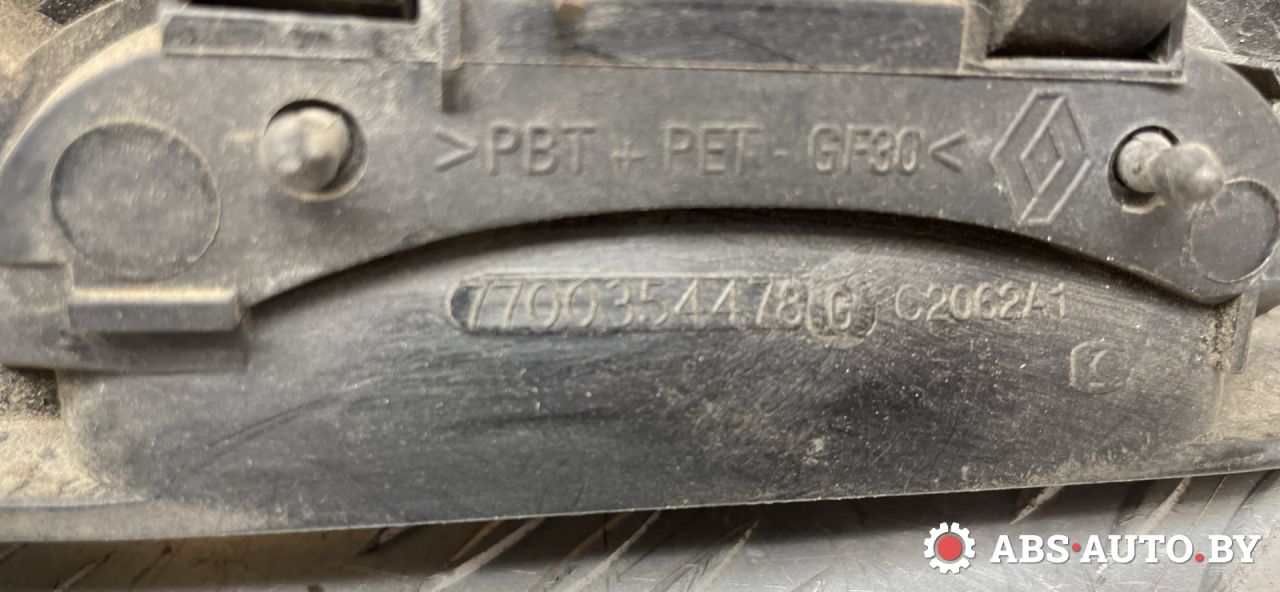 >PBT + PET - GF30<
7700354478 G C2062A1
ABS·AUTO.BY